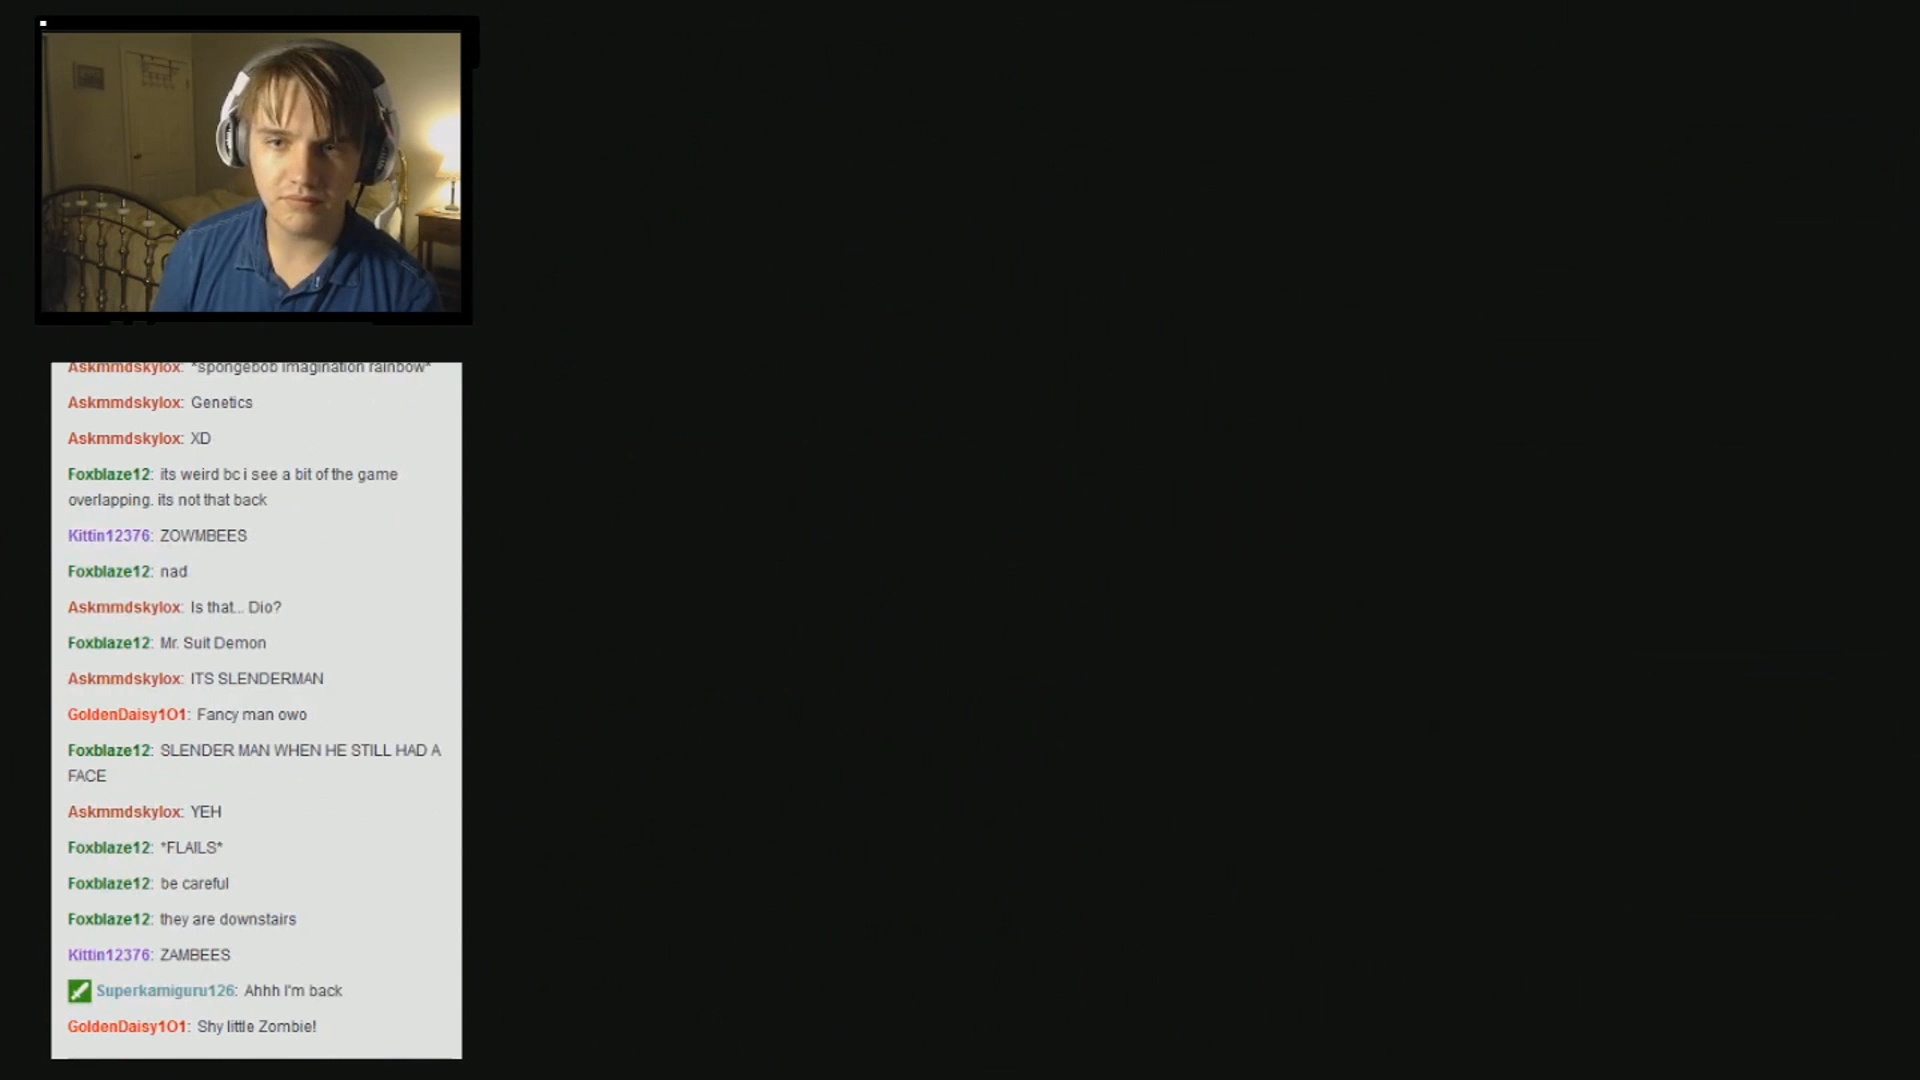 Askmmdskylox: *spongebob imagination rainbow*
Askmmdskylox: Genetics
Askmmdskylox: XD
Foxblaze12: its weird bc i see a bit of the game
overlapping. its not that back
Kittin12376: ZOWMBEES
Foxblaze12: nad
Askmmdskylox: Is that... Dio?
Foxblaze12: Mr. Suit Demon
Askmmdskylox: ITS SLENDERMAN
GoldenDaisy1O1: Fancy man owo
Foxblaze12: SLENDER MAN WHEN HE STILL HAD A
FACE
Askmmdskylox: YEH
Foxblaze12: *FLAILS*
Foxblaze12: be careful
Foxblaze12: they are downstairs
Kittin12376: ZAMBEES
Superkamiguru126: Ahhh I'm back
GoldenDaisy1O1: Shy little Zombie!